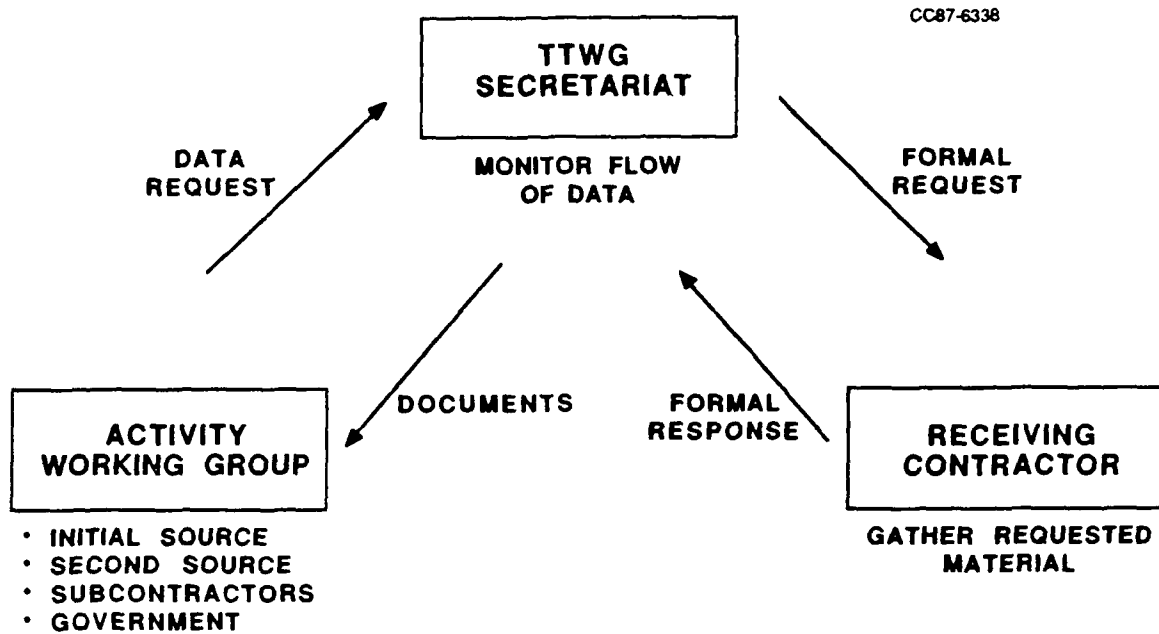 CC87-6338
TTWG
SECRETARIAT
MONITOR FLOW
OF DATA
DATA
REQUEST
FORMAL
REQUEST
DOCUMENTS
FORMAL
RESPONSE
ACTIVITY
WORKING GROUP
· INITIAL SOURCE
· SECOND SOURCE
· SUBCONTRACTORS
· GOVERNMENT
RECEIVING
CONTRACTOR
GATHER REQUESTED
MATERIAL